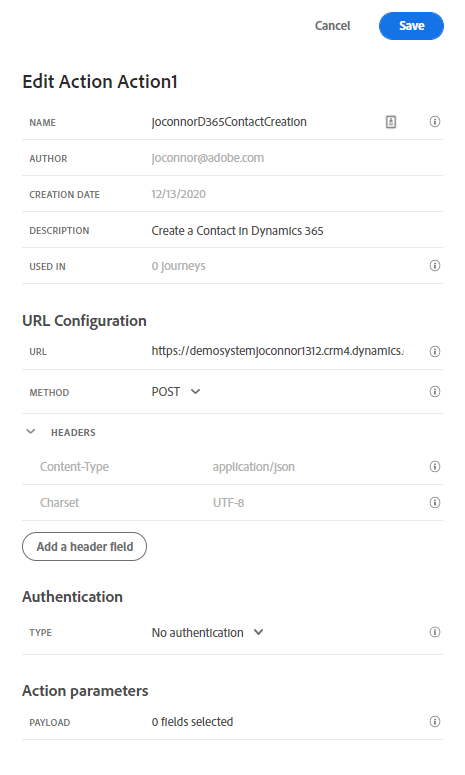 Cancel Save
Edit Action Action1
NAME joconnorD365ContactCreation
AUTHOR joconnor@adobe.com
CREATION DATE 12/13/2020
DESCRIPTION Create a Contact in Dynamics 365
USED IN 0 journeys
URL Configuration
URL https://demosystemjoconnor1312.crm4.dynamics.
METHOD POST
HEADERS
Content-Type application/json
Charset UTF-8
Add a header field
Authentication
TYPE No authentication
Action parameters
PAYLOAD 0 fields selected